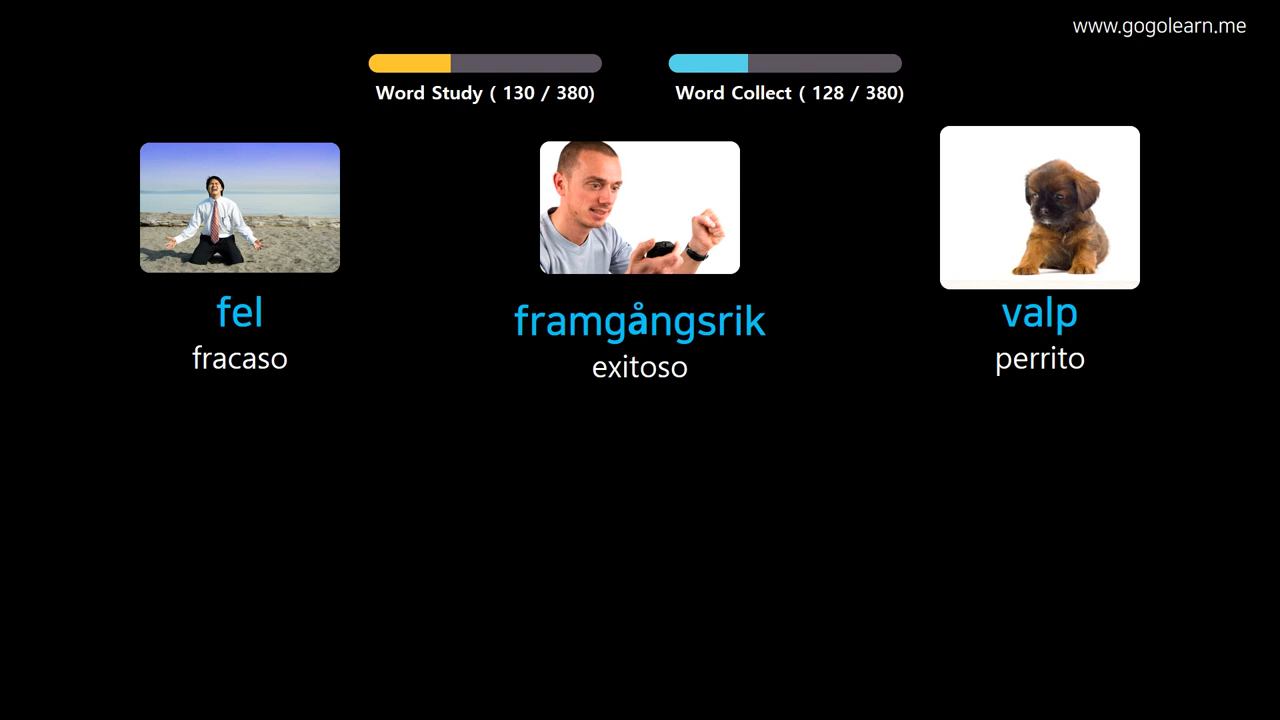 www.gogolearn.me
Word Study ( 130 / 380)
Word Collect ( 128 / 380)
fel
fracaso
framgångsrik
exitoso
valp
perrito